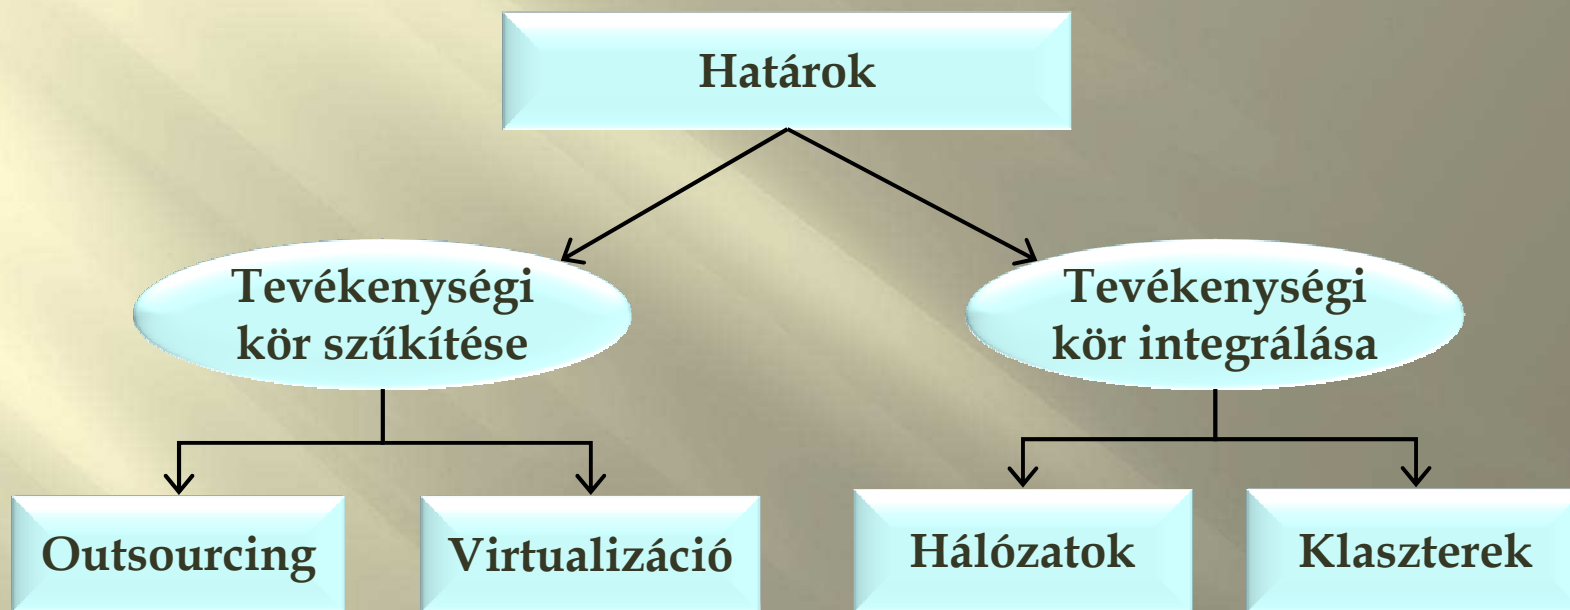 Határok
Tevékenységi
kör szűkítése
Tevékenységi
kör integrálása
Outsourcing
Virtualizáció
Hálózatok
Klaszterek